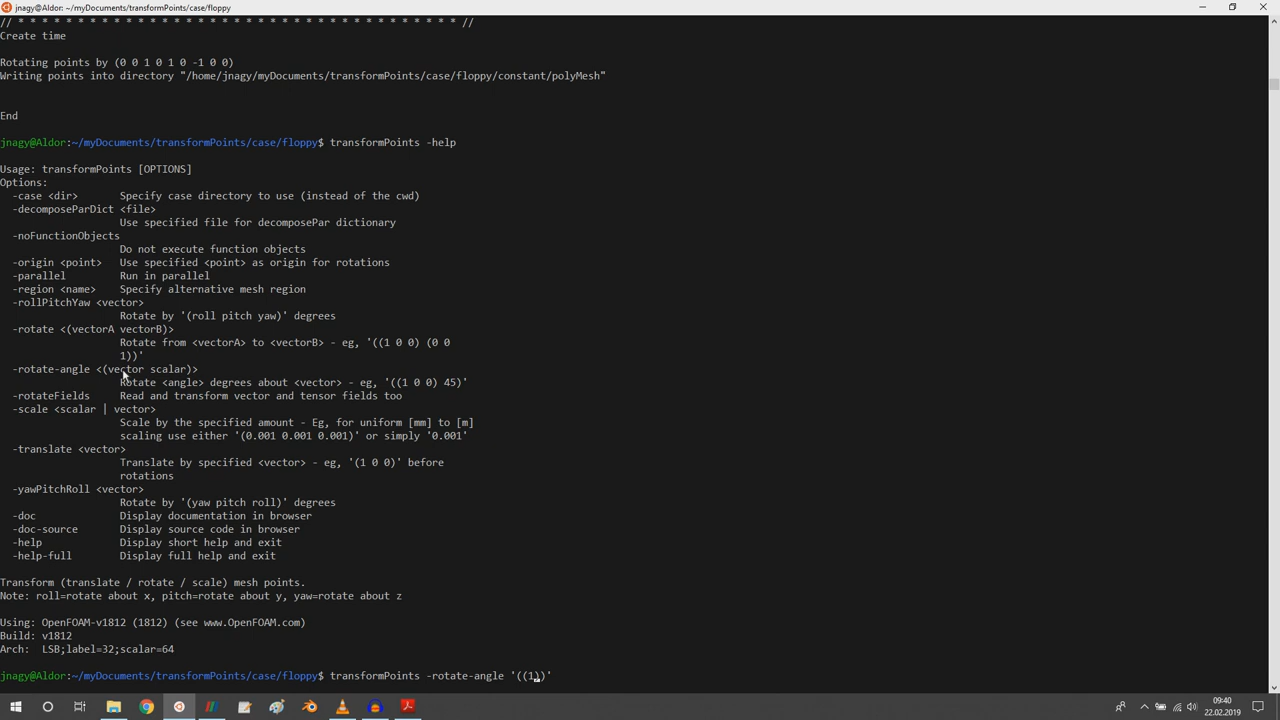 jnagy@Aldor: ~/myDocuments/transformPoints/case/floppy
// * * * * * * * * * * * * * * * * * * * * * * * * * * * * * * * * * * * * * //
Create time

Rotating points by (0 0 1 0 1 0 -1 0 0)
Writing points into directory "/home/jnagy/myDocuments/transformPoints/case/floppy/constant/polyMesh"

End

jnagy@Aldor:~/myDocuments/transformPoints/case/floppy$ transformPoints -help

Usage: transformPoints [OPTIONS]
Options:
  -case <dir>       Specify case directory to use (instead of the cwd)
  -decomposeParDict <file>
                    Use specified file for decomposePar dictionary
  -noFunctionObjects
                    Do not execute function objects
  -origin <point>   Use specified <point> as origin for rotations
  -parallel         Run in parallel
  -region <name>    Specify alternative mesh region
  -rollPitchYaw <vector>
                    Rotate by '(roll pitch yaw)' degrees
  -rotate <(vectorA vectorB)>
                    Rotate from <vectorA> to <vectorB> - eg, '((1 0 0) (0 0
                    1))'
  -rotate-angle <(vector scalar)>
                    Rotate <angle> degrees about <vector> - eg, '((1 0 0) 45)'
  -rotateFields     Read and transform vector and tensor fields too
  -scale <scalar | vector>
                    Scale by the specified amount - Eg, for uniform [mm] to [m]
                    scaling use either '(0.001 0.001 0.001)' or simply '0.001'
  -translate <vector>
                    Translate by specified <vector> - eg, '(1 0 0)' before
                    rotations
  -yawPitchRoll <vector>
                    Rotate by '(yaw pitch roll)' degrees
  -doc              Display documentation in browser
  -doc-source       Display source code in browser
  -help             Display short help and exit
  -help-full        Display full help and exit

Transform (translate / rotate / scale) mesh points.
Note: roll=rotate about x, pitch=rotate about y, yaw=rotate about z

Using: OpenFOAM-v1812 (1812) (see www.OpenFOAM.com)
Build: v1812
Arch:  LSB;label=32;scalar=64

jnagy@Aldor:~/myDocuments/transformPoints/case/floppy$ transformPoints -rotate-angle '((1))'
09:40
22.02.2019